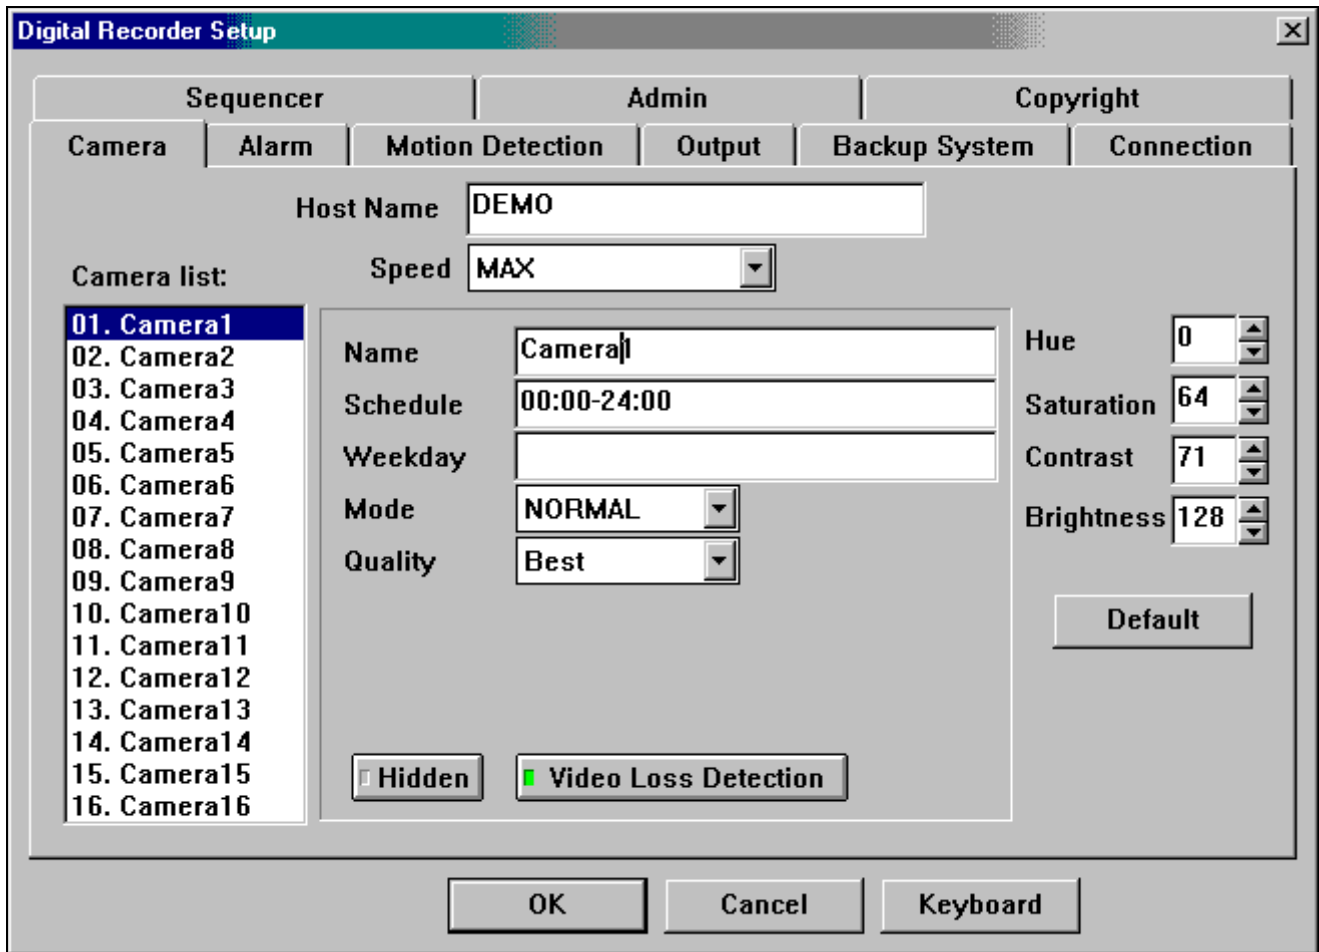 Digital Recorder Setup
Sequencer Admin Copyright
Camera Alarm Motion Detection Output Backup System Connection
Host Name DEMO
Speed MAX
Camera list:
01. Camera1
02. Camera2
03. Camera3
04. Camera4
05. Camera5
06. Camera6
07. Camera7
08. Camera8
09. Camera9
10. Camera10
11. Camera11
12. Camera12
13. Camera13
14. Camera14
15. Camera15
16. Camera16
Name Camera1
Schedule 00:00-24:00
Weekday
Mode NORMAL
Quality Best
Hidden Video Loss Detection
Hue 0
Saturation 64
Contrast 71
Brightness 128
Default
OK Cancel Keyboard